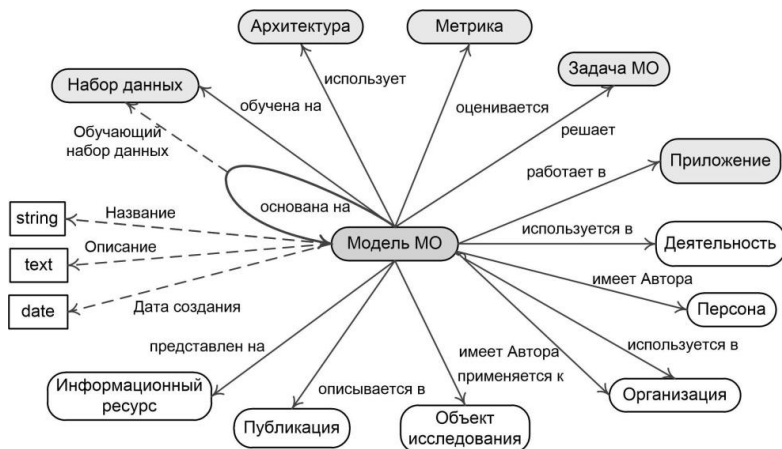 Архитектура
Метрика
использует
Набор данных
Задача МО
обучена на
оценивается
Обучающий
набор данных
решает
Приложение
работает в
основана на
string
Название
используется в
Модель МО
Деятельность
text
Описание
имеет Автора
date
Дата создания
Персона
представлен на
имеет Автора
используется в
применяется к
Информационный
ресурс
описывается в
Организация
Публикация
Объект
исследования